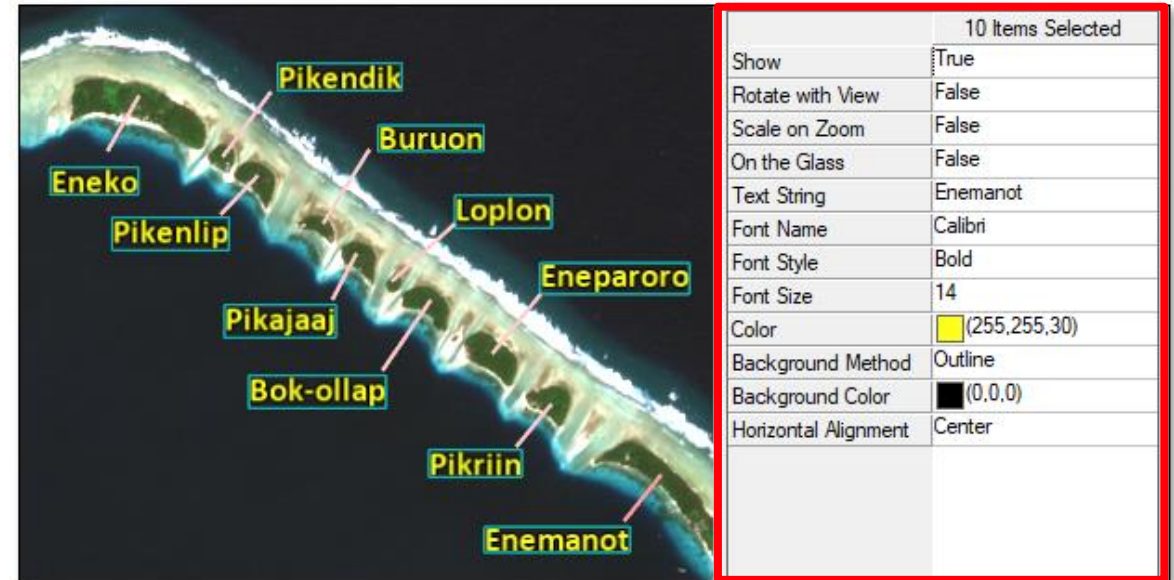 Pikendik
Buruon
Eneko
Loplon
Pikenlip
Eneparoro
Pikajaaj
Bok-ollap
Pikriin
Enemanot
10 Items Selected
Show True
Rotate with View False
Scale on Zoom False
On the Glass False
Text String Enemanot
Font Name Calibri
Font Style Bold
Font Size 14
Color (255,255,30)
Background Method Outline
Background Color (0,0,0)
Horizontal Alignment Center